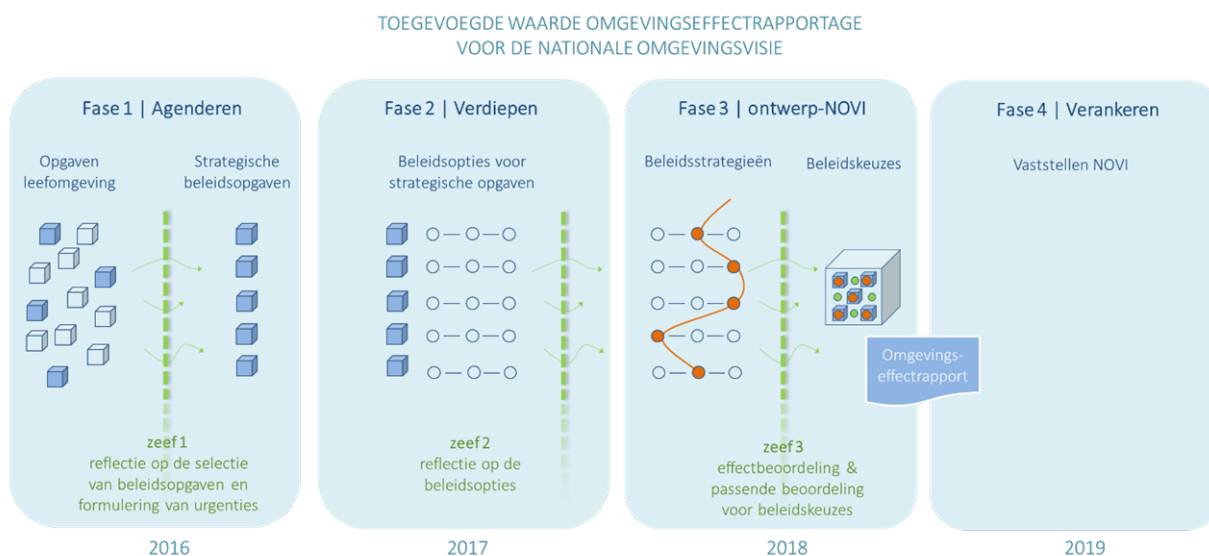 TOEGEVOEGDE WAARDE OMGEVINGSEFFECTRAPPORTAGE
VOOR DE NATIONALE OMGEVINGSVISIE
Fase 1 | Agenderen
Opgaven
leefomgeving
Strategische
beleidsopgaven
zeef 1
reflectie op de selectie
van beleidsopgaven en
formulering van urgenties
2016
Fase 2 | Verdiepen
Beleidsopties voor
strategische opgaven
zeef 2
reflectie op de
beleidsopties
2017
Fase 3 | ontwerp-NOVI
Beleidsstrategieën
Beleidskeuzes
Omgevings-
effectrapport
zeef 3
effectbeoordeling &
passende beoordeling
voor beleidskeuzes
2018
Fase 4 | Verankeren
Vaststellen NOVI
2019